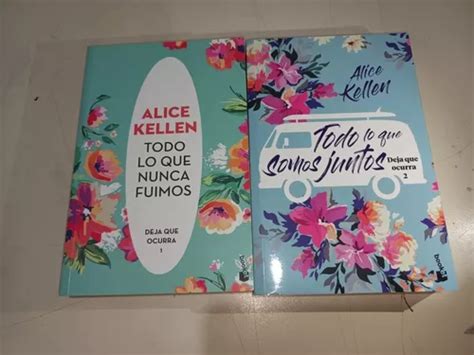 ALICE
KELLEN
TODO
LO QUE
NUNCA
FUIMOS
DEJA QUE
OCURRA
1
Alice
Kellen
Todo lo que
somos juntos
Deja que
ocurra
2
booket